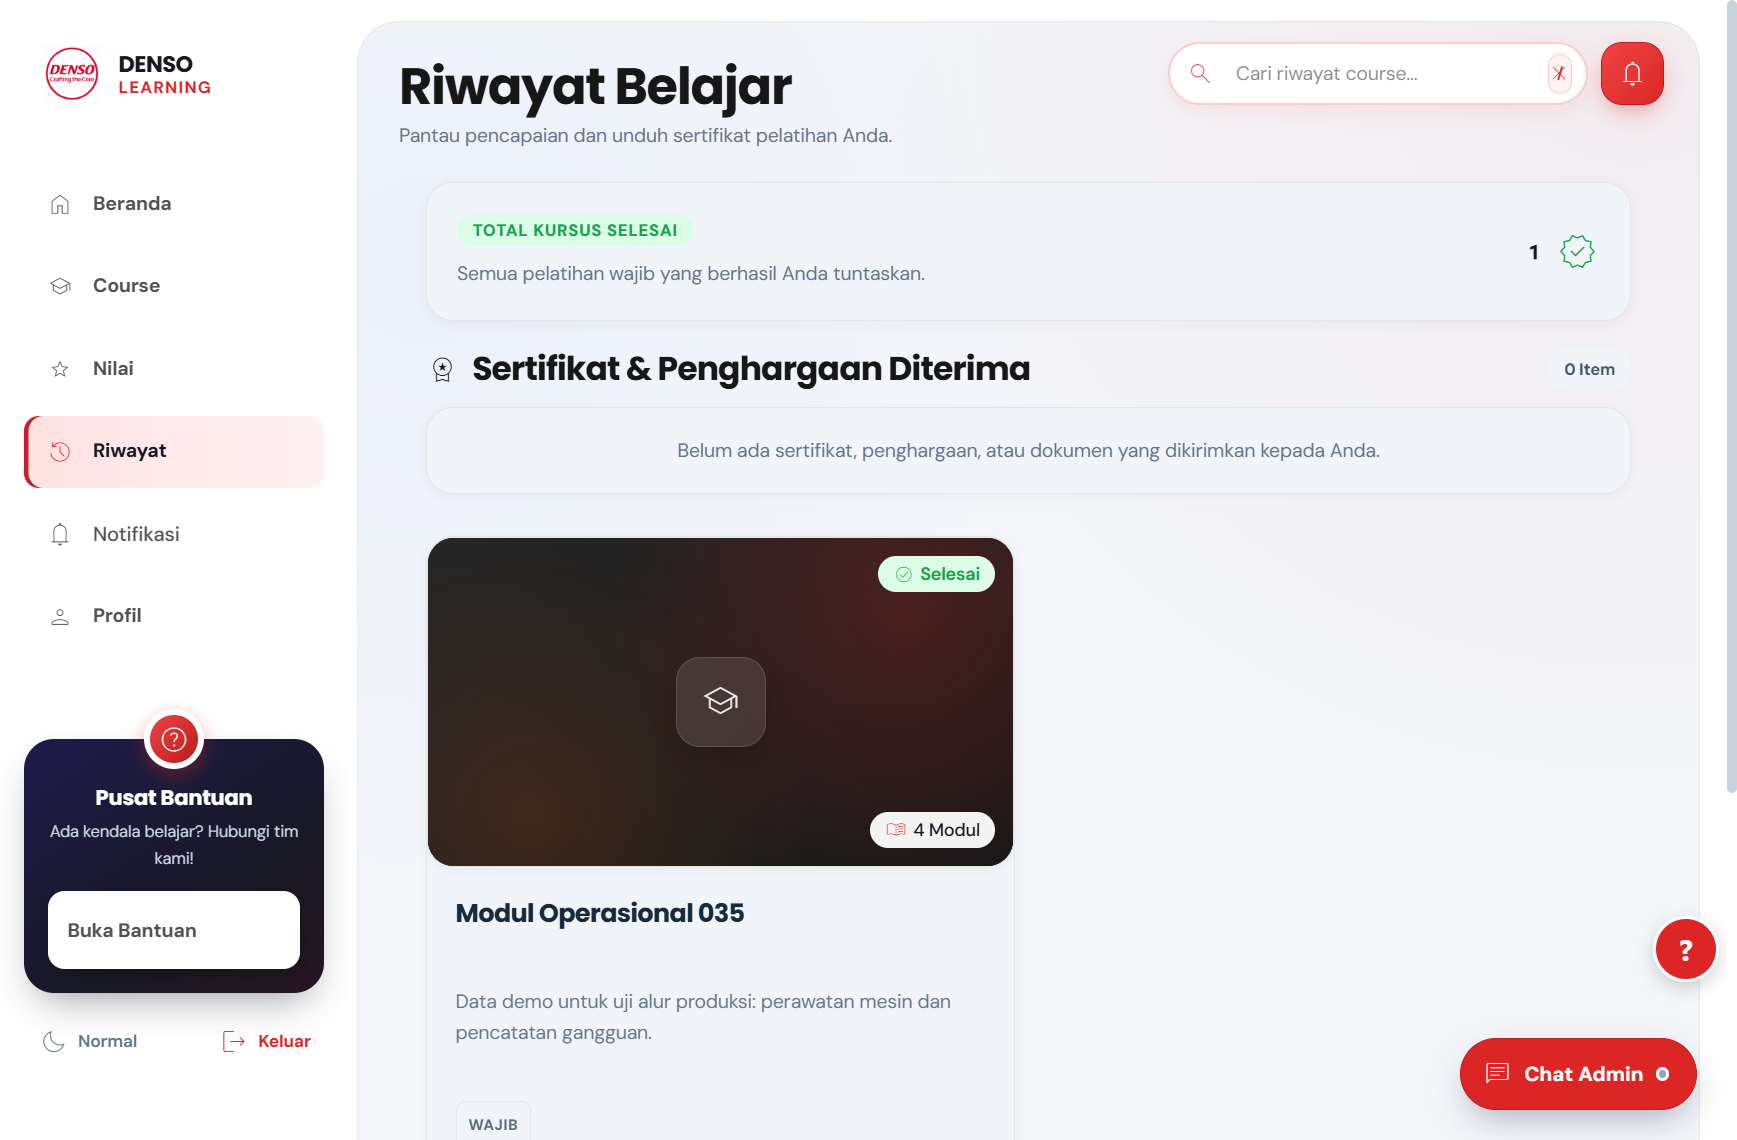 DENSO
Crafting the Core
DENSO
LEARNING
Beranda
Course
Nilai
Riwayat
Notifikasi
Profil
Pusat Bantuan
Ada kendala belajar? Hubungi tim
kami!
Buka Bantuan
Normal
Keluar
Riwayat Belajar
Pantau pencapaian dan unduh sertifikat pelatihan Anda.
Cari riwayat course...
TOTAL KURSUS SELESAI
Semua pelatihan wajib yang berhasil Anda tuntaskan.
1
Sertifikat & Penghargaan Diterima
0 Item
Belum ada sertifikat, penghargaan, atau dokumen yang dikirimkan kepada Anda.
Selesai
4 Modul
Modul Operasional 035
Data demo untuk uji alur produksi: perawatan mesin dan
pencatatan gangguan.
WAJIB
?
Chat Admin